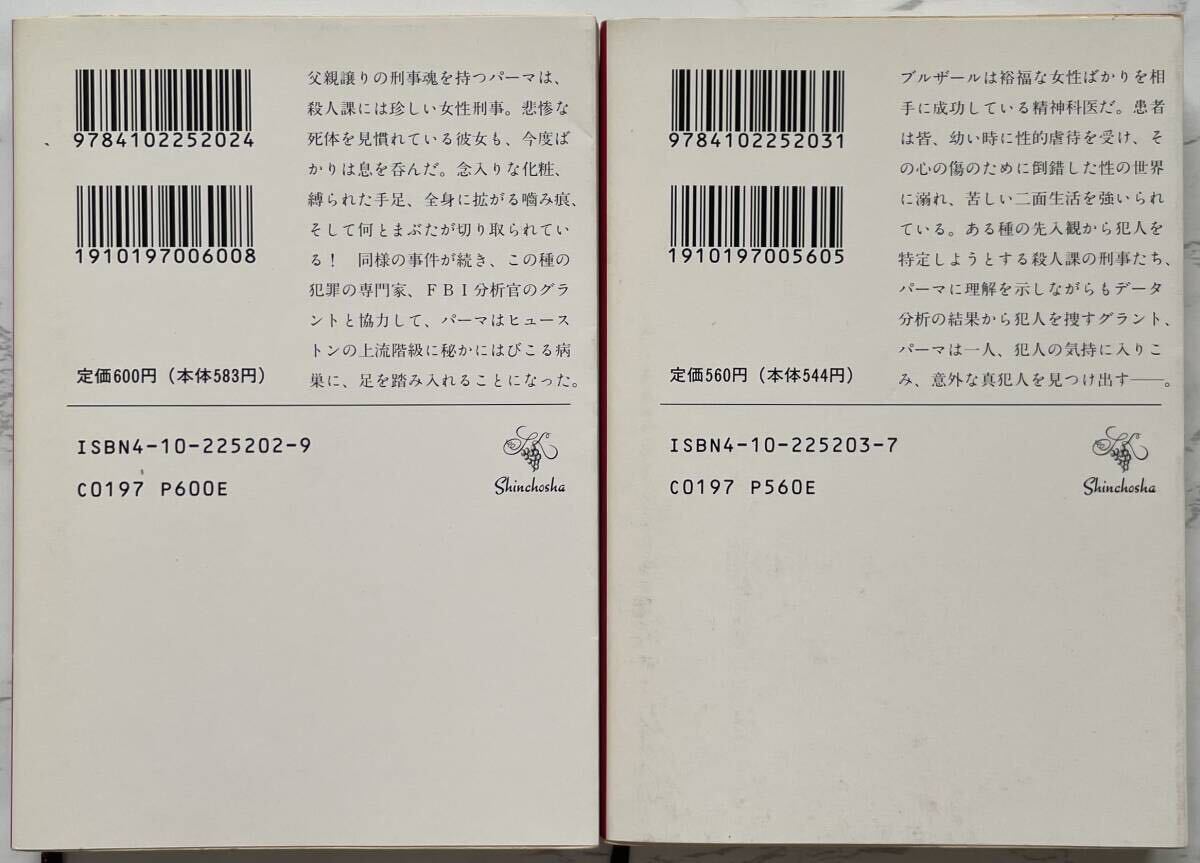 9784102252024
1910197006008
父親譲りの刑事魂を持つパーマは、
殺人課には珍しい女性刑事。悲惨な
死体を見慣れている彼女も、今度ば
かりは息を呑んだ。念入りな化粧、
縛られた手足、全身に拡がる嚙み痕、
そして何とまぶたが切り取られてい
る！　同様の事件が続き、この種の
犯罪の専門家、ＦＢＩ分析官のグラ
ントと協力して、パーマはヒュース
トンの上流階級に秘かにはびこる病
巣に、足を踏み入れることになった。
定価600円（本体583円）
ISBN4-10-225202-9
C0197 P600E
Shinchosha
9784102252031
1910197005605
ブルザールは裕福な女性ばかりを相
手に成功している精神科医だ。患者
は皆、幼い時に性的虐待を受け、そ
の心の傷のために倒錯した性の世界
に溺れ、苦しい二面生活を強いられ
ている。ある種の先入観から犯人を
特定しようとする殺人課の刑事たち、
パーマに理解を示しながらもデータ
分析の結果から犯人を捜すグラント、
パーマは一人、犯人の気持に入りこ
み、意外な真犯人を見つけ出す――。
定価560円（本体544円）
ISBN4-10-225203-7
C0197 P560E
Shinchosha